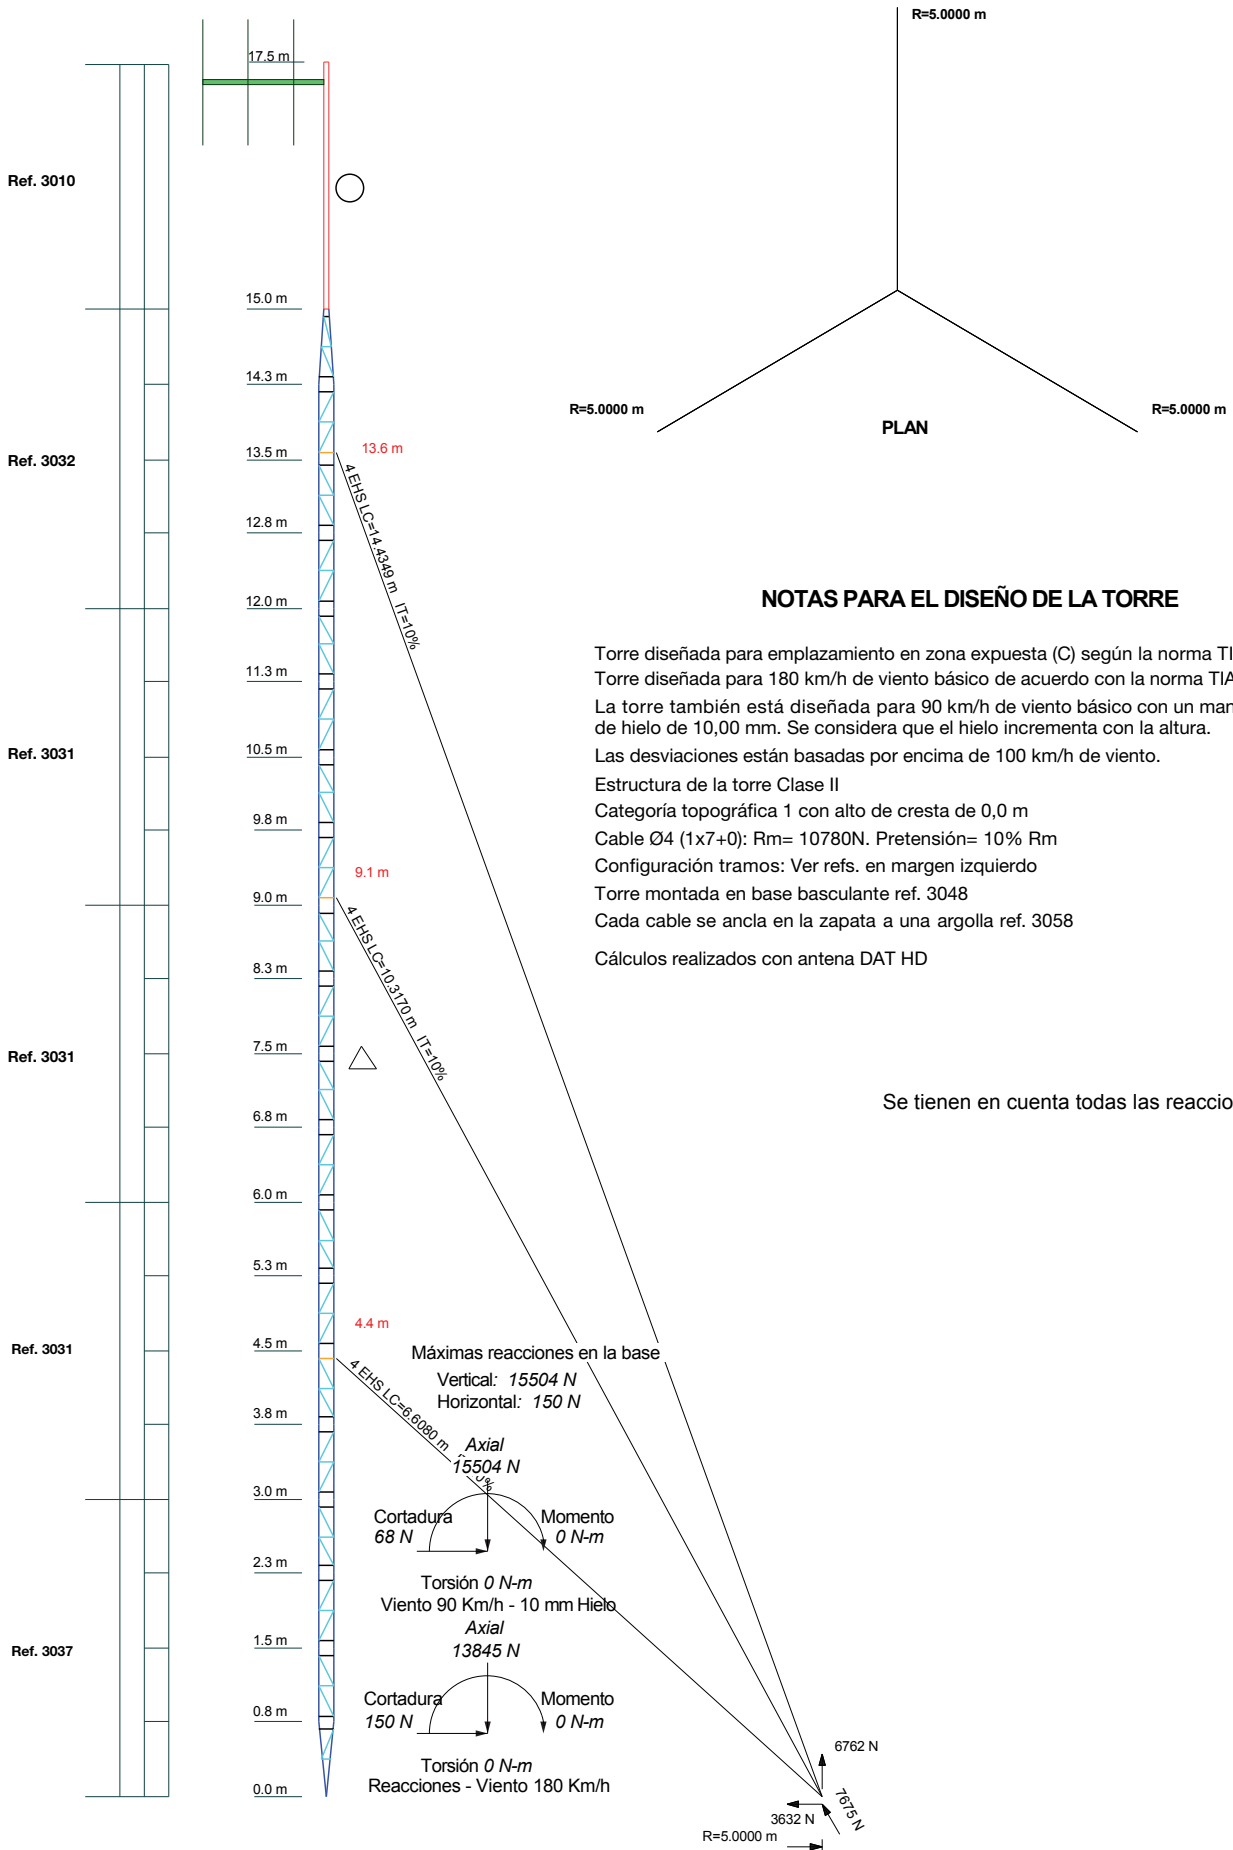 R=5.0000 m
17.5 m
Ref. 3010
15.0 m
14.3 m
R=5.0000 m
R=5.0000 m
PLAN
13.6 m
13.5 m
Ref. 3032
4 EHS LC=14.4349 m IT=10%
12.8 m
12.0 m
NOTAS PARA EL DISEÑO DE LA TORRE
Torre diseñada para emplazamiento en zona expuesta (C) según la norma TI
Torre diseñada para 180 km/h de viento básico de acuerdo con la norma TIA
La torre también está diseñada para 90 km/h de viento básico con un man
de hielo de 10,00 mm. Se considera que el hielo incrementa con la altura.
Las desviaciones están basadas por encima de 100 km/h de viento.
Estructura de la torre Clase II
Categoría topográfica 1 con alto de cresta de 0,0 m
Cable Ø4 (1x7+0): Rm= 10780N. Pretensión= 10% Rm
Configuración tramos: Ver refs. en margen izquierdo
Torre montada en base basculante ref. 3048
Cada cable se ancla en la zapata a una argolla ref. 3058
Cálculos realizados con antena DAT HD
11.3 m
10.5 m
Ref. 3031
9.8 m
9.1 m
9.0 m
4 EHS LC=10.3170 m IT=10%
8.3 m
7.5 m
Ref. 3031
Se tienen en cuenta todas las reaccio
6.8 m
6.0 m
5.3 m
4.4 m
4.5 m
Ref. 3031
4 EHS LC=6.6080 m
Máximas reacciones en la base
Vertical: 15504 N
Horizontal: 150 N
3.8 m
Axial
15504 N
3.0 m
Cortadura
68 N
Momento
0 N-m
2.3 m
Torsión 0 N-m
Viento 90 Km/h - 10 mm Hielo
Axial
13845 N
1.5 m
Ref. 3037
Cortadura
150 N
Momento
0 N-m
0.8 m
Torsión 0 N-m
Reacciones - Viento 180 Km/h
0.0 m
6762 N
7675 N
3632 N
R=5.0000 m